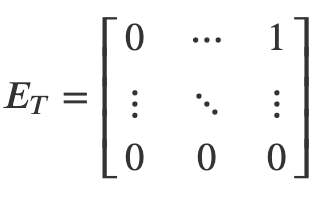 E_T = [ 0 ⋯ 1
⋮ ⋱ ⋮
0 0 0 ]